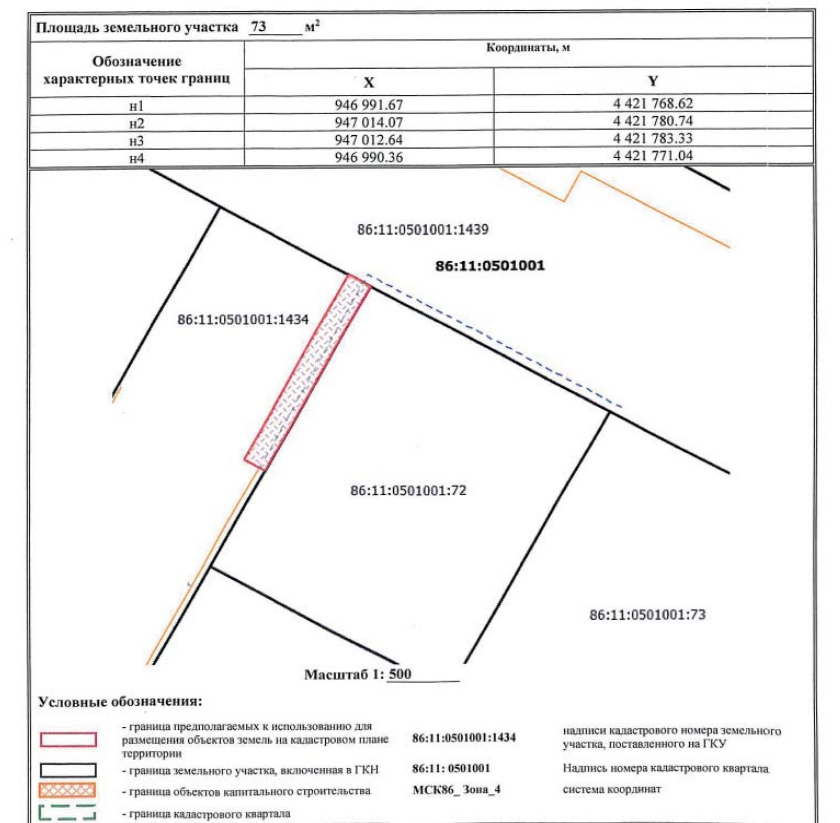 Площадь земельного участка 73 м²
Обозначение характерных точек границ
Координаты, м
X Y
н1 946 991.67 4 421 768.62
н2 947 014.07 4 421 780.74
н3 947 012.64 4 421 783.33
н4 946 990.36 4 421 771.04
86:11:0501001:1439
86:11:0501001
86:11:0501001:1434
86:11:0501001:72
86:11:0501001:73
Масштаб 1: 500
Условные обозначения:
- граница предполагаемых к использованию для
размещения объектов земель на кадастровом плане
территории
86:11:0501001:1434
надписи кадастрового номера земельного
участка, поставленного на ГКУ
- граница земельного участка, включенная в ГКН
86:11: 0501001
Надпись номера кадастрового квартала
- граница объектов капитального строительства
МСК86_ Зона_4
система координат
- граница кадастрового квартала